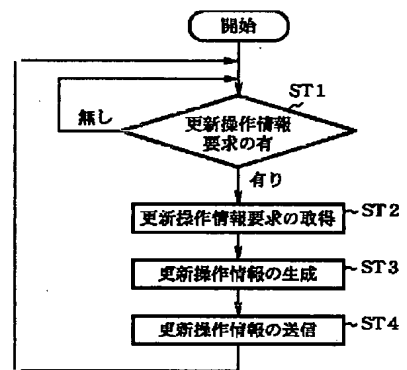 開始
ST1
更新操作情報
要求の有
無し
有り
更新操作情報要求の取得
ST2
更新操作情報の生成
ST3
更新操作情報の送信
ST4